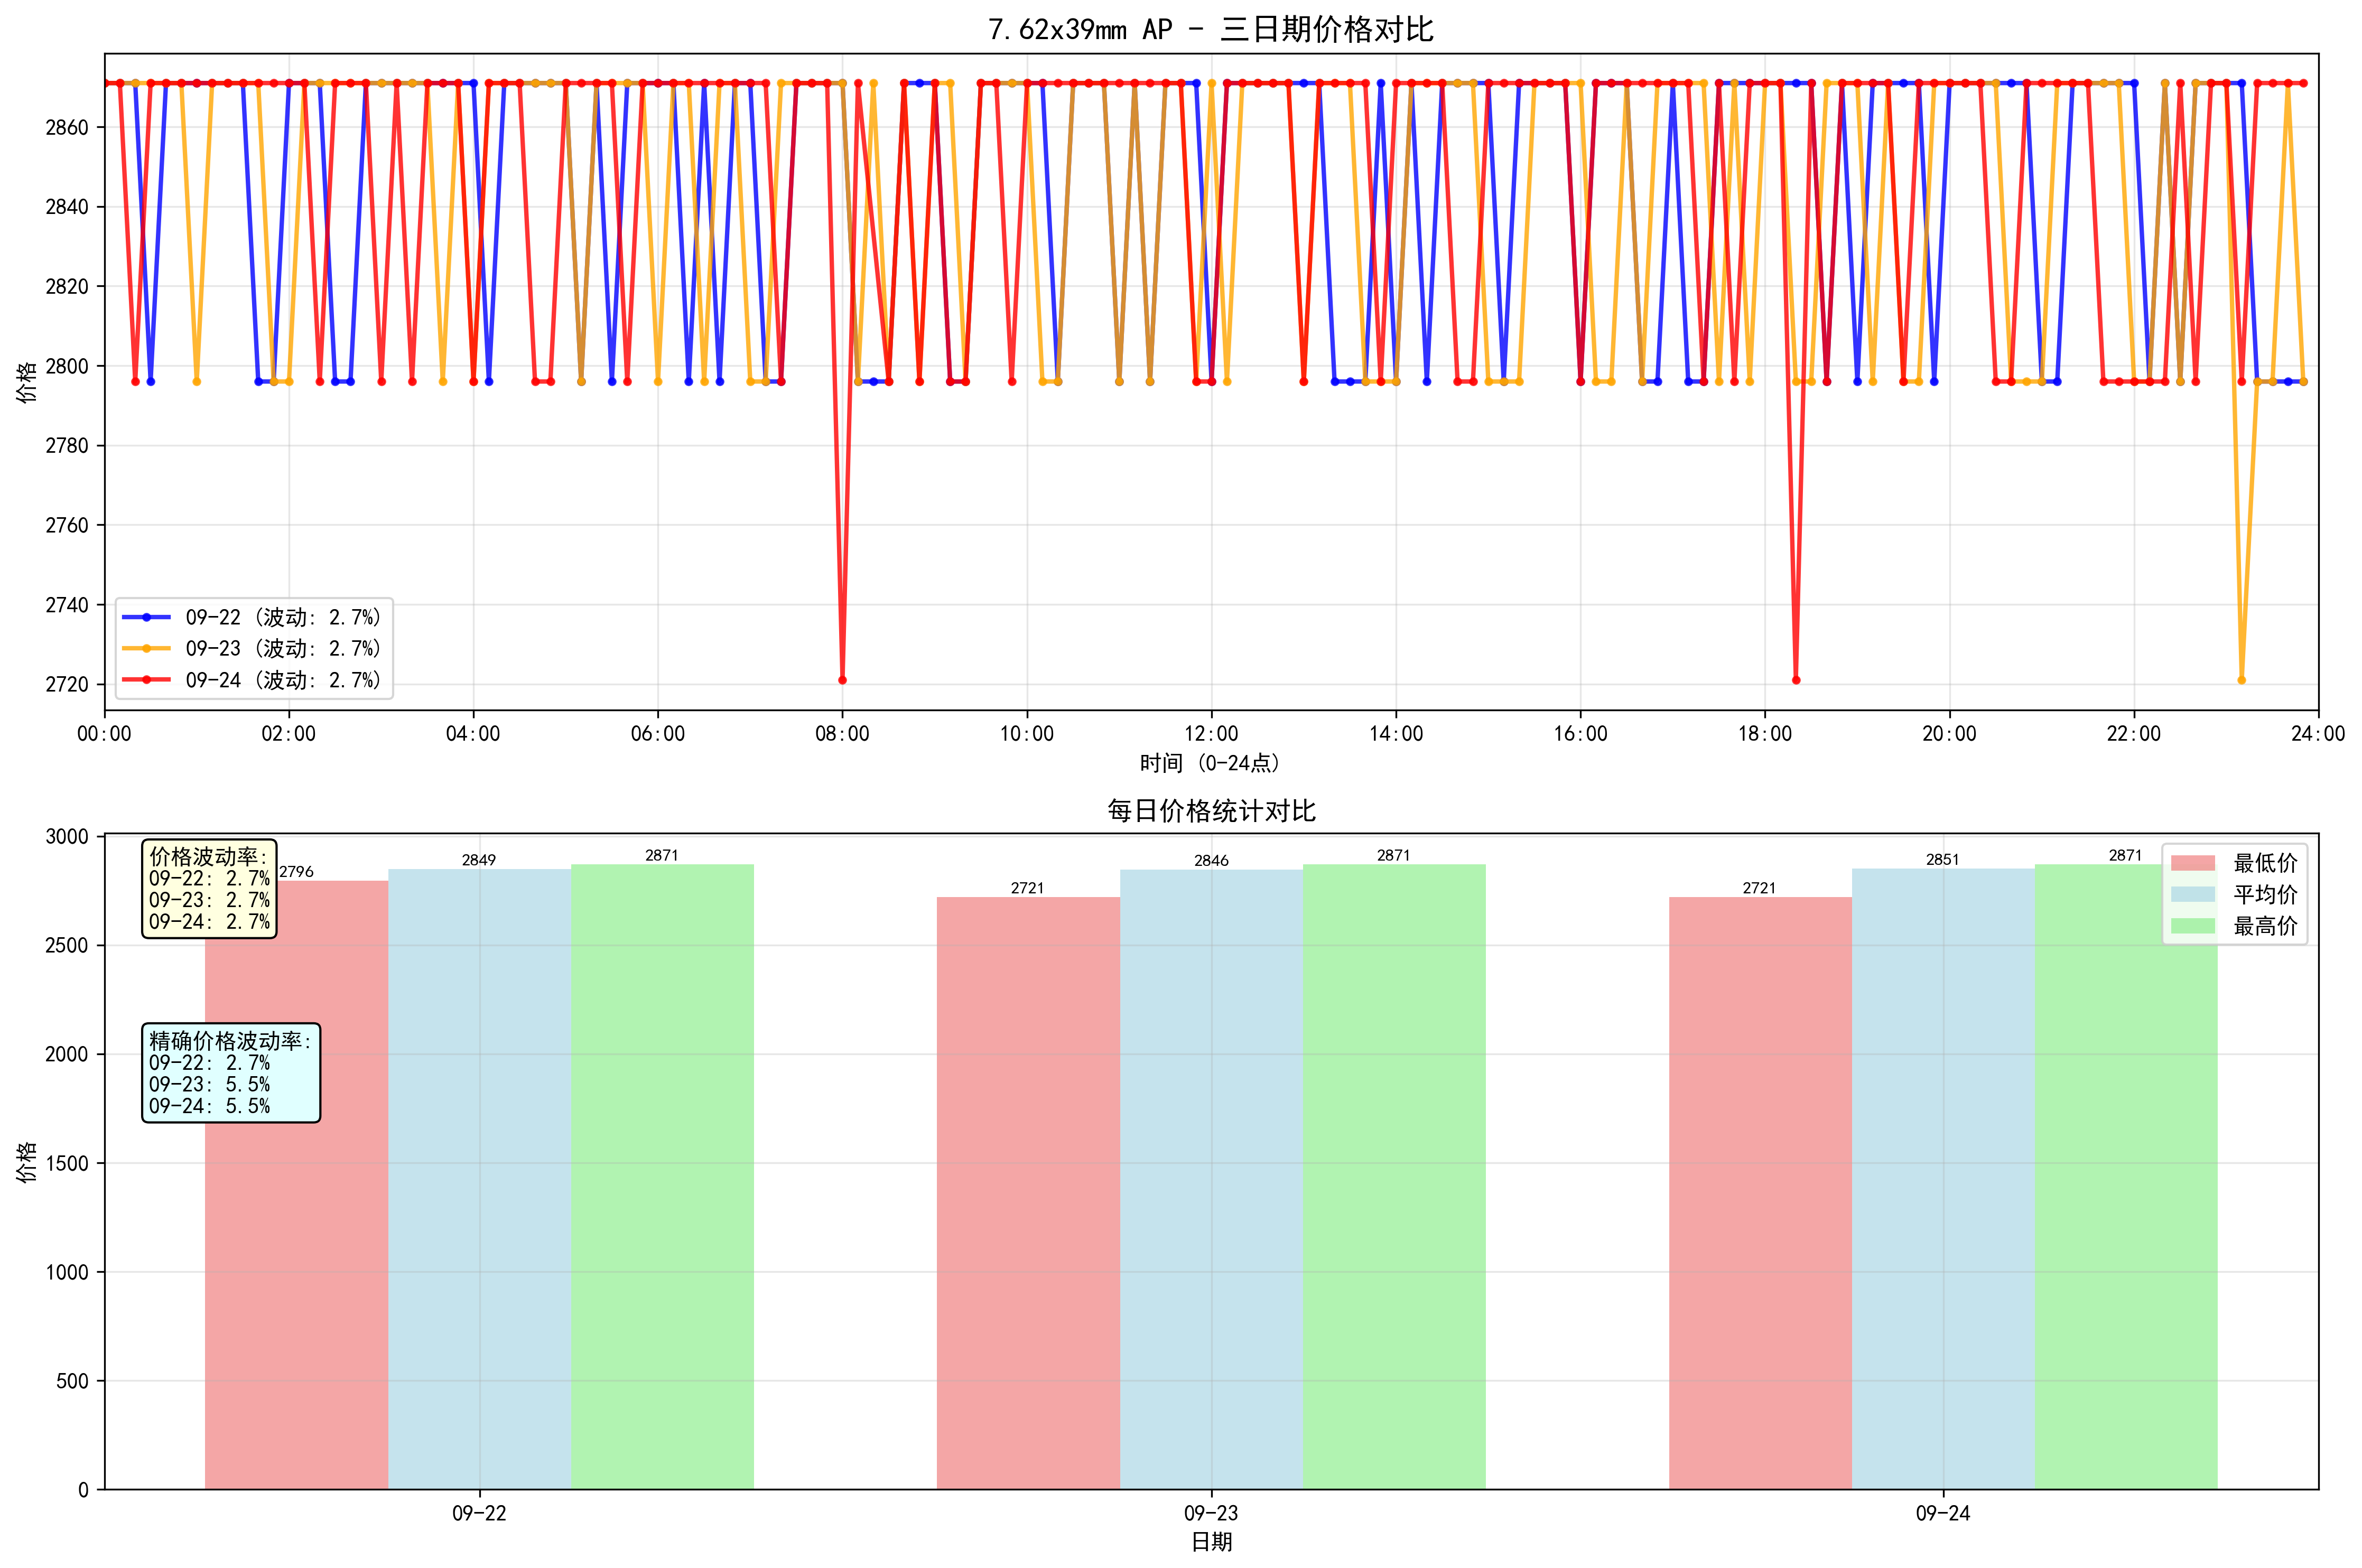 7.62x39mm AP - 三日期价格对比
价格
2860
2840
2820
2800
2780
2760
2740
2720
09-22 (波动: 2.7%)
09-23 (波动: 2.7%)
09-24 (波动: 2.7%)
00:00 02:00 04:00 06:00 08:00 10:00 12:00 14:00 16:00 18:00 20:00 22:00 24:00
时间 (0-24点)
每日价格统计对比
价格
3000
2500
2000
1500
1000
500
0
价格波动率:
09-22: 2.7%
09-23: 2.7%
09-24: 2.7%
精确价格波动率:
09-22: 2.7%
09-23: 5.5%
09-24: 5.5%
2796 2849 2871 2721 2846 2871 2721 2851 2871
最低价
平均价
最高价
09-22 09-23 09-24
日期